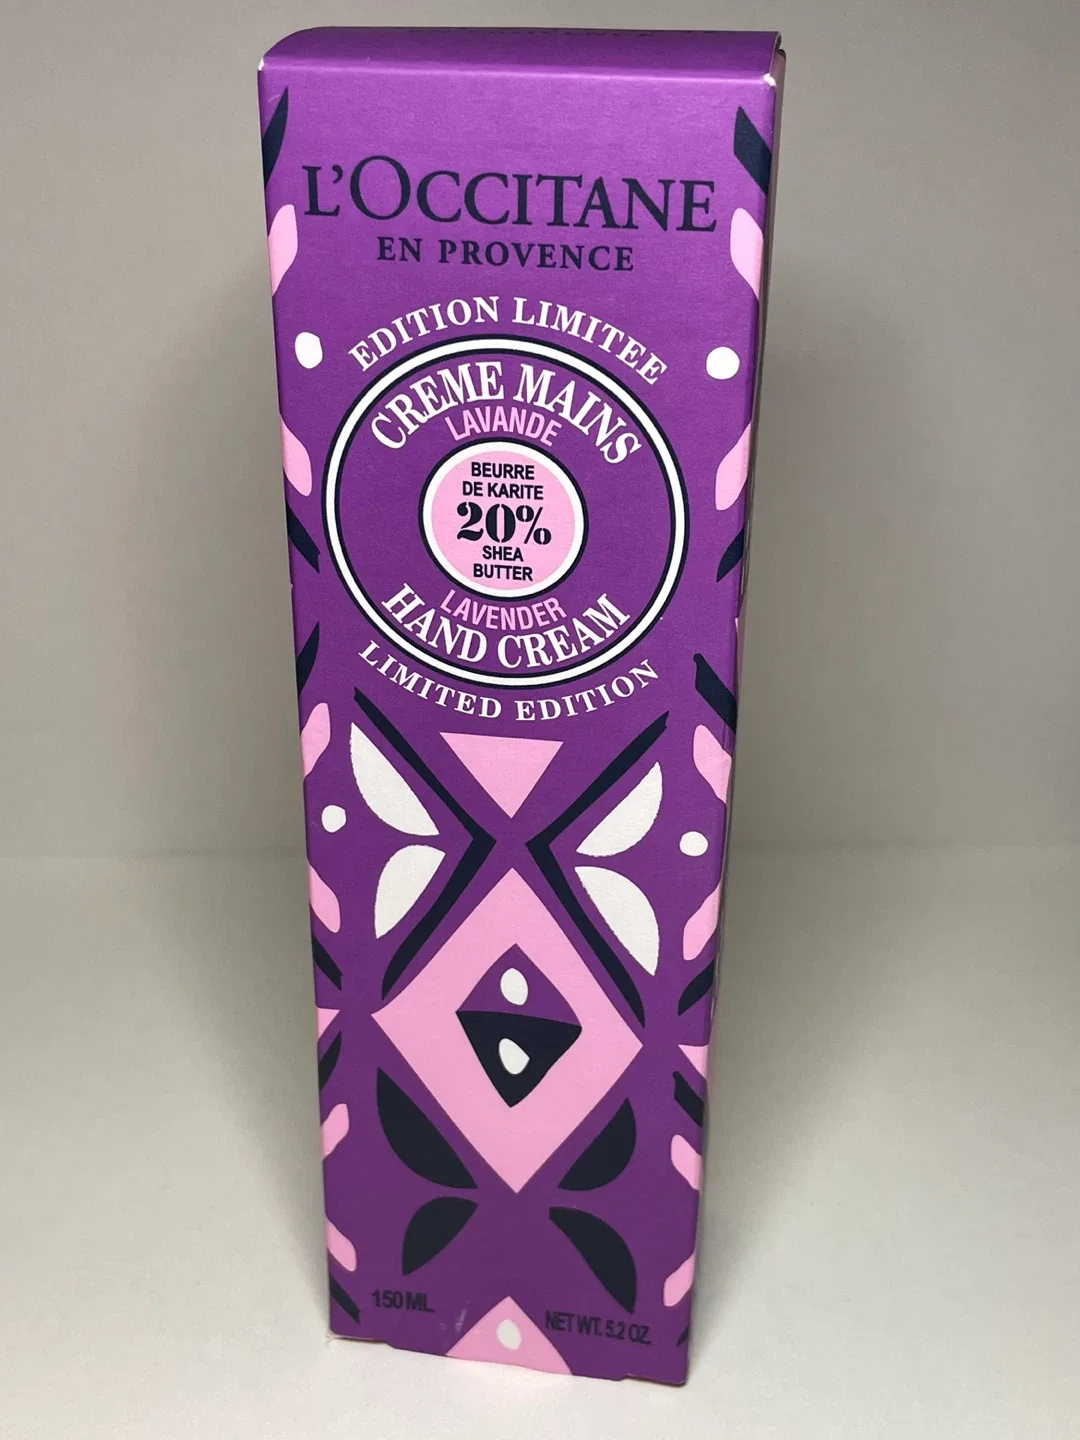 L'OCCITANE
EN PROVENCE
EDITION LIMITEE
CREME MAINS
LAVANDE
BEURRE
DE KARITE
20%
SHEA
BUTTER
LAVENDER
HAND CREAM
LIMITED EDITION
150 ML
NET WT. 5.2 OZ.